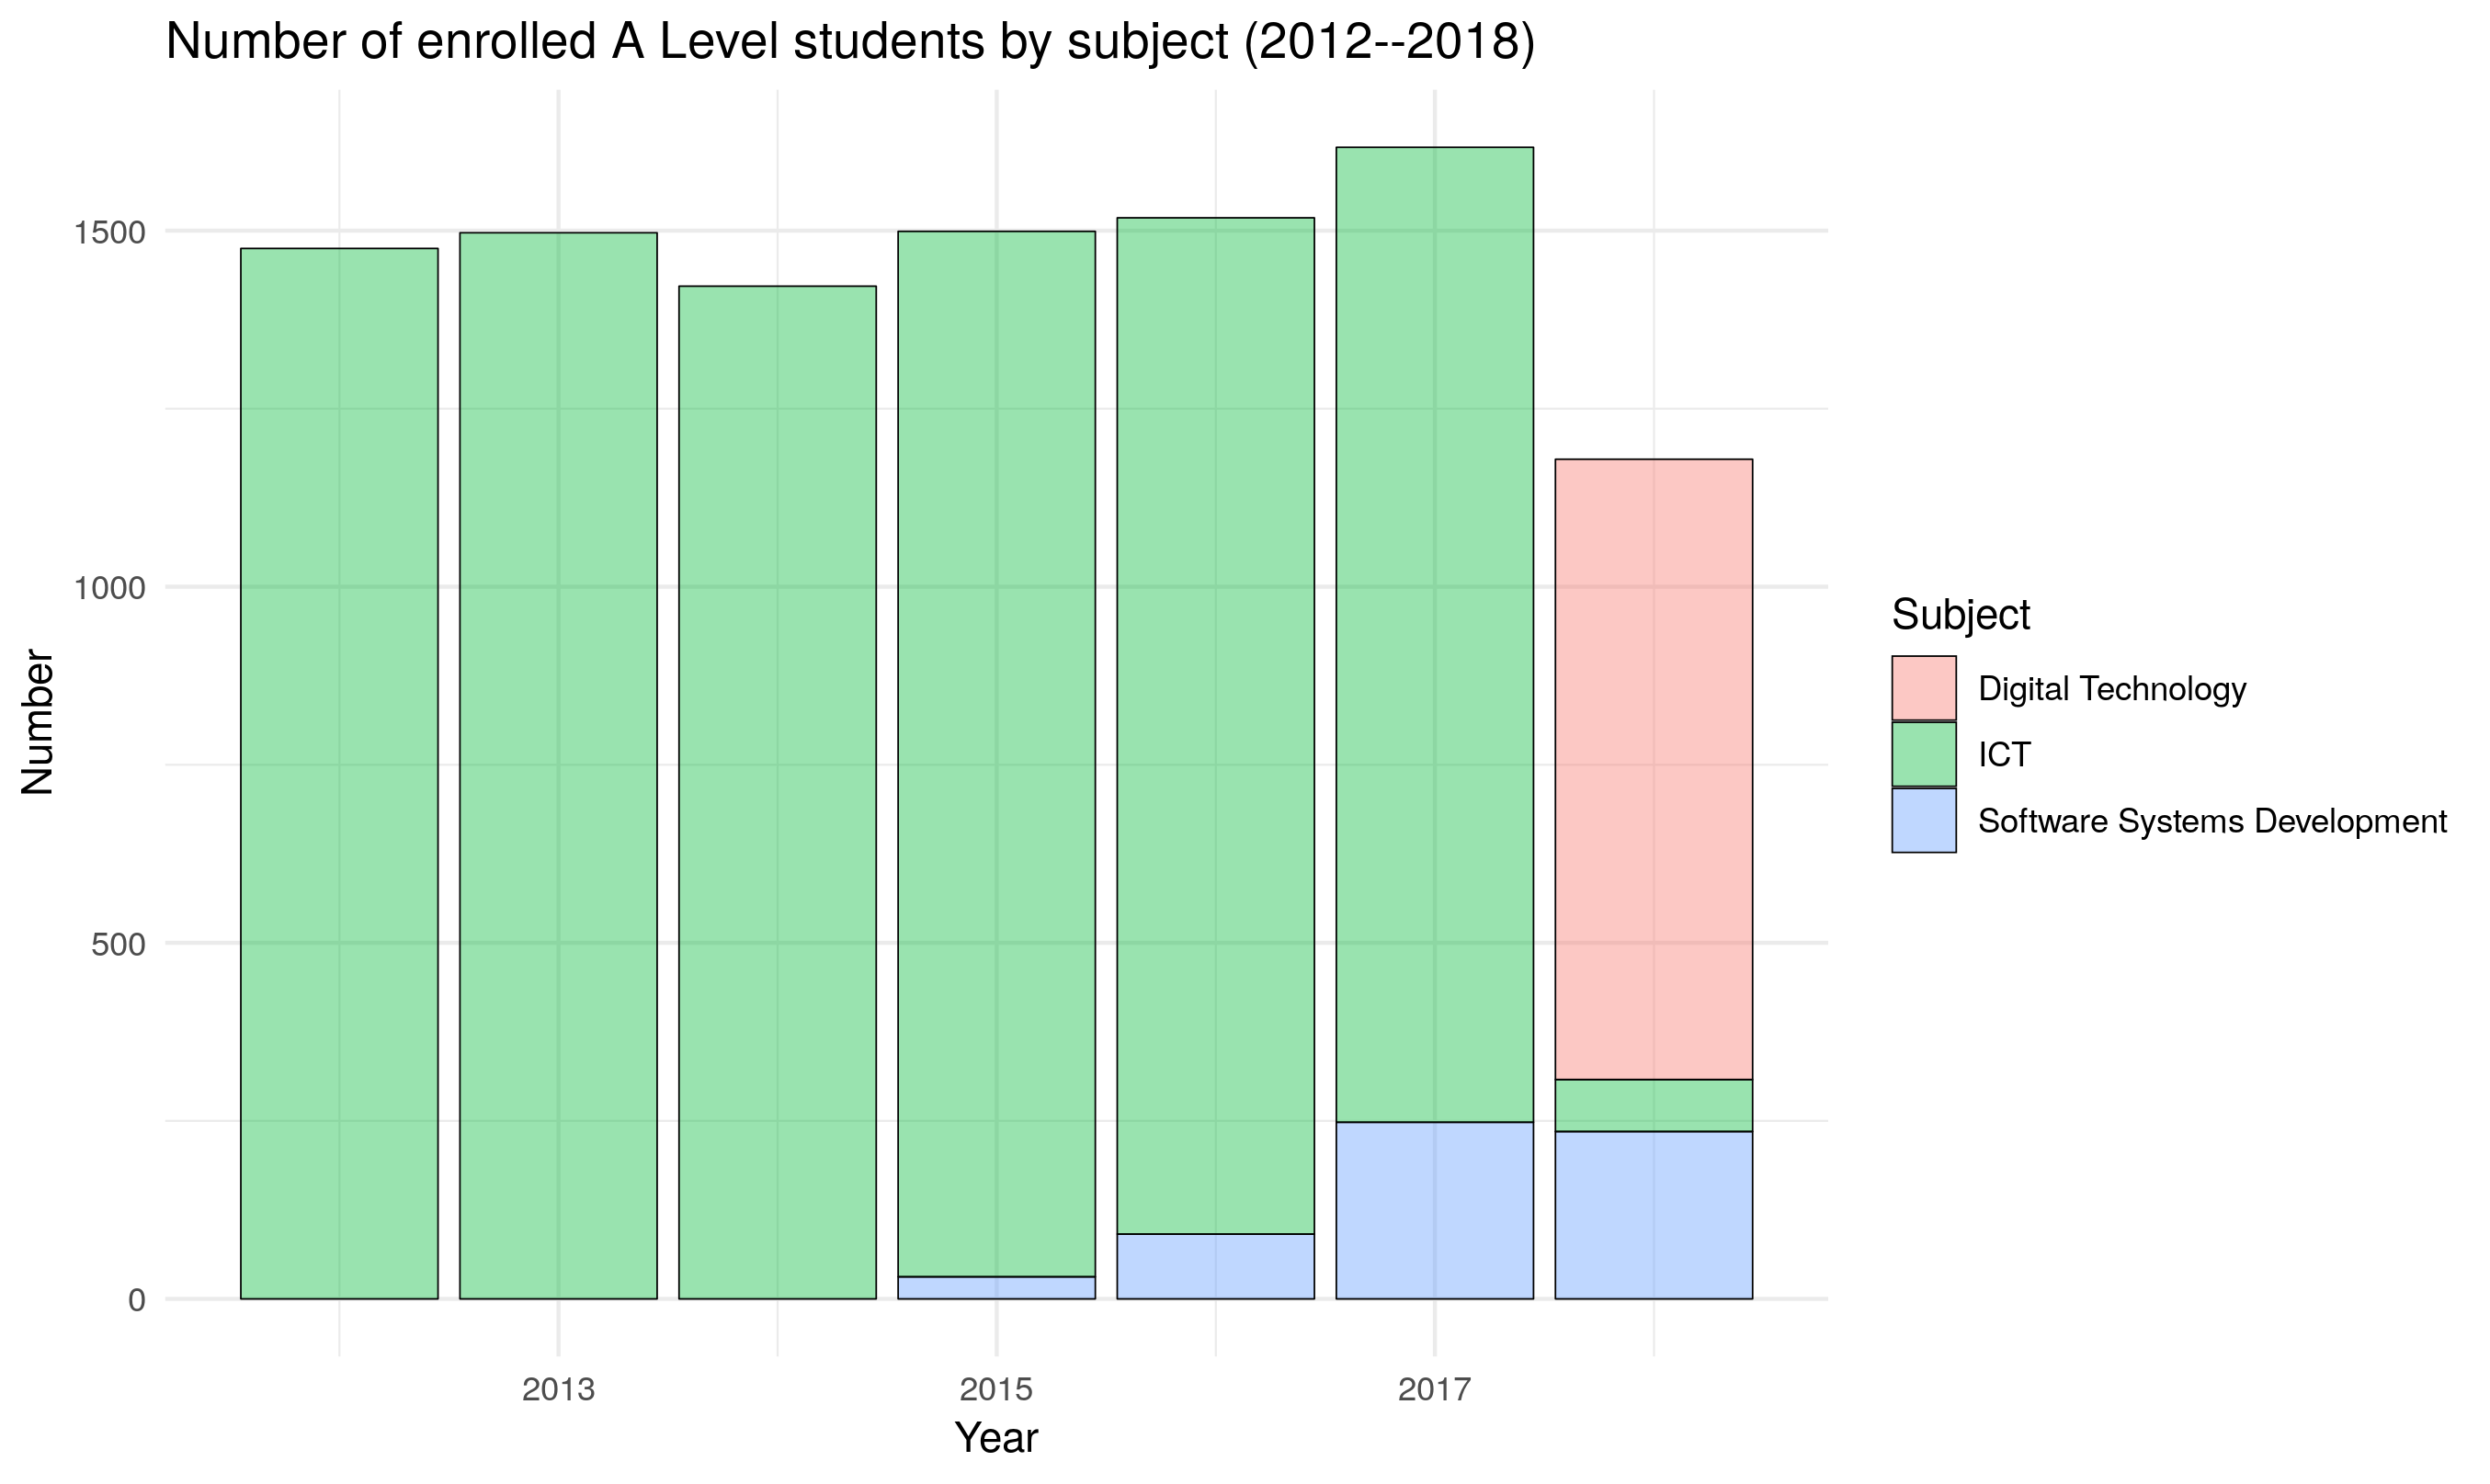 Number of enrolled A Level students by subject (2012--2018)
1500
1000
500
0
Number
2013
2015
2017
Year
Subject
Digital Technology
ICT
Software Systems Development